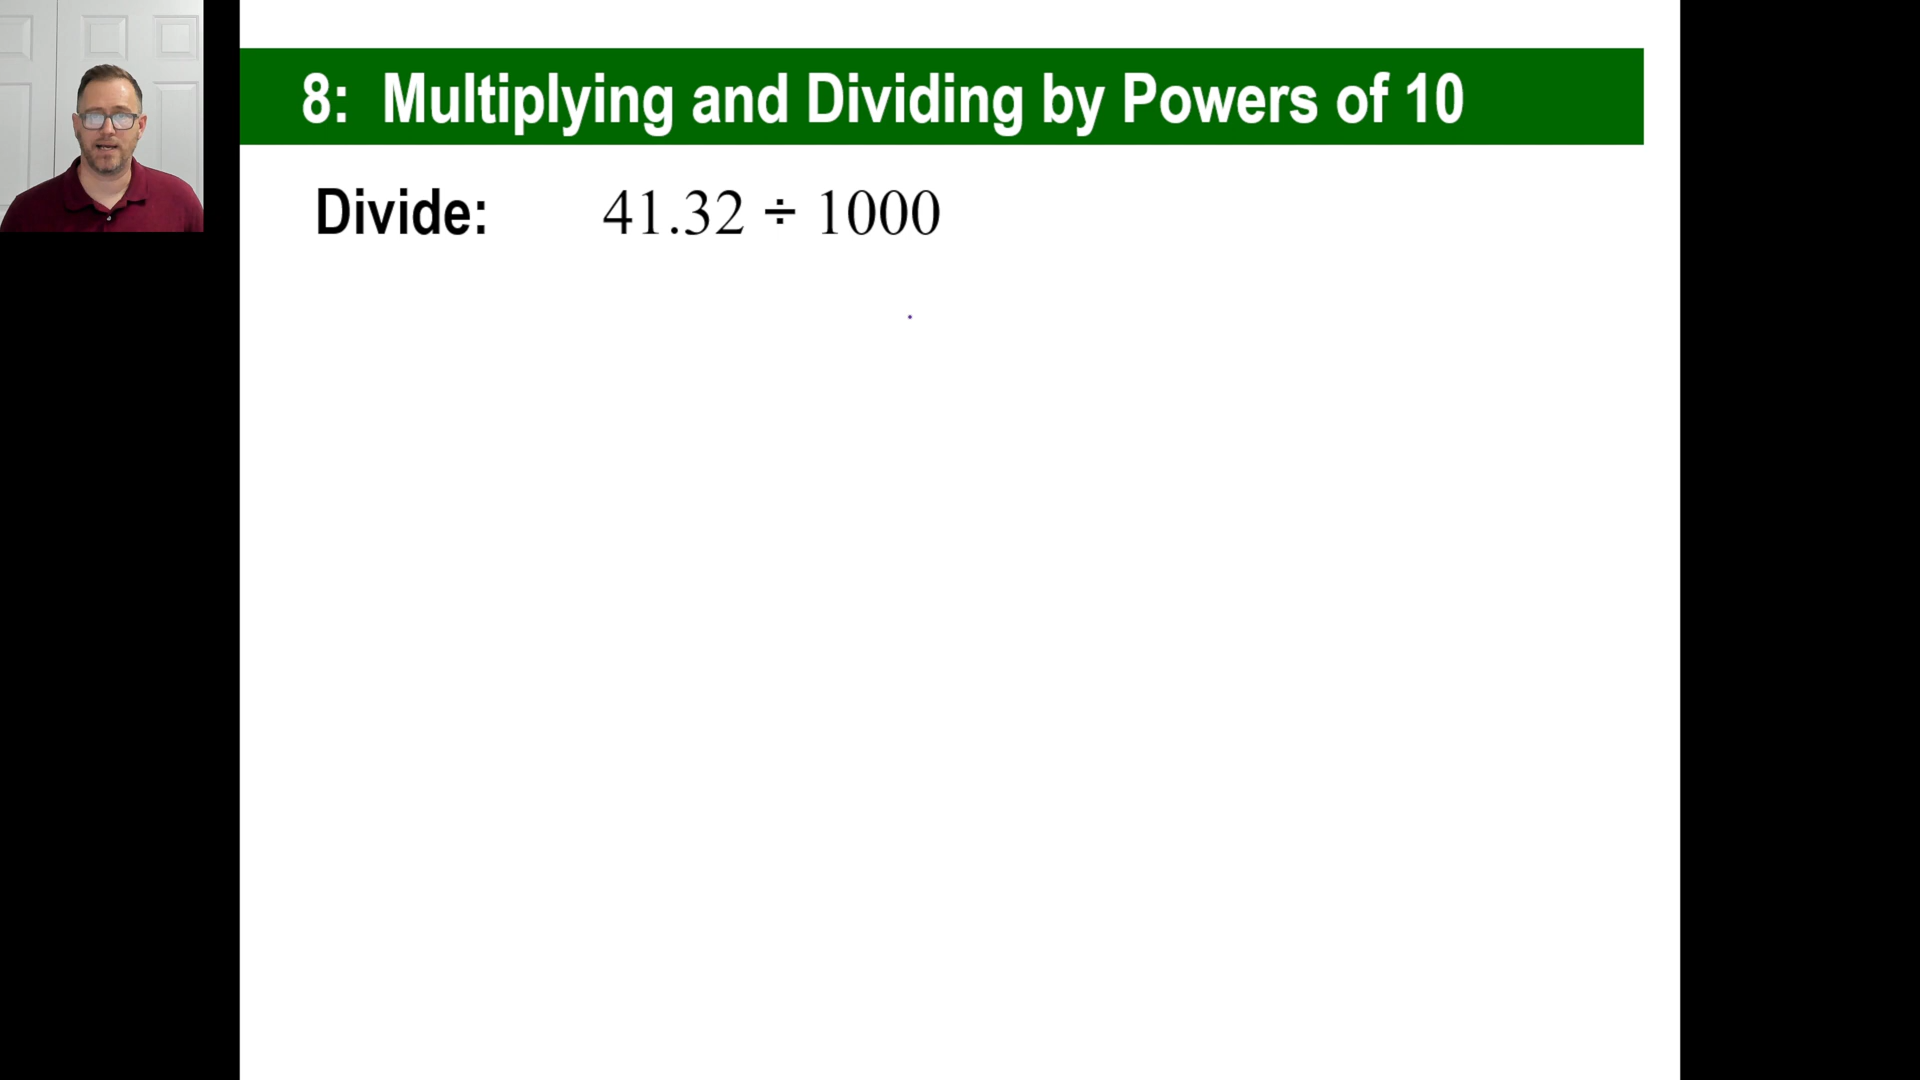 8: Multiplying and Dividing by Powers of 10
Divide: 41.32 ÷ 1000